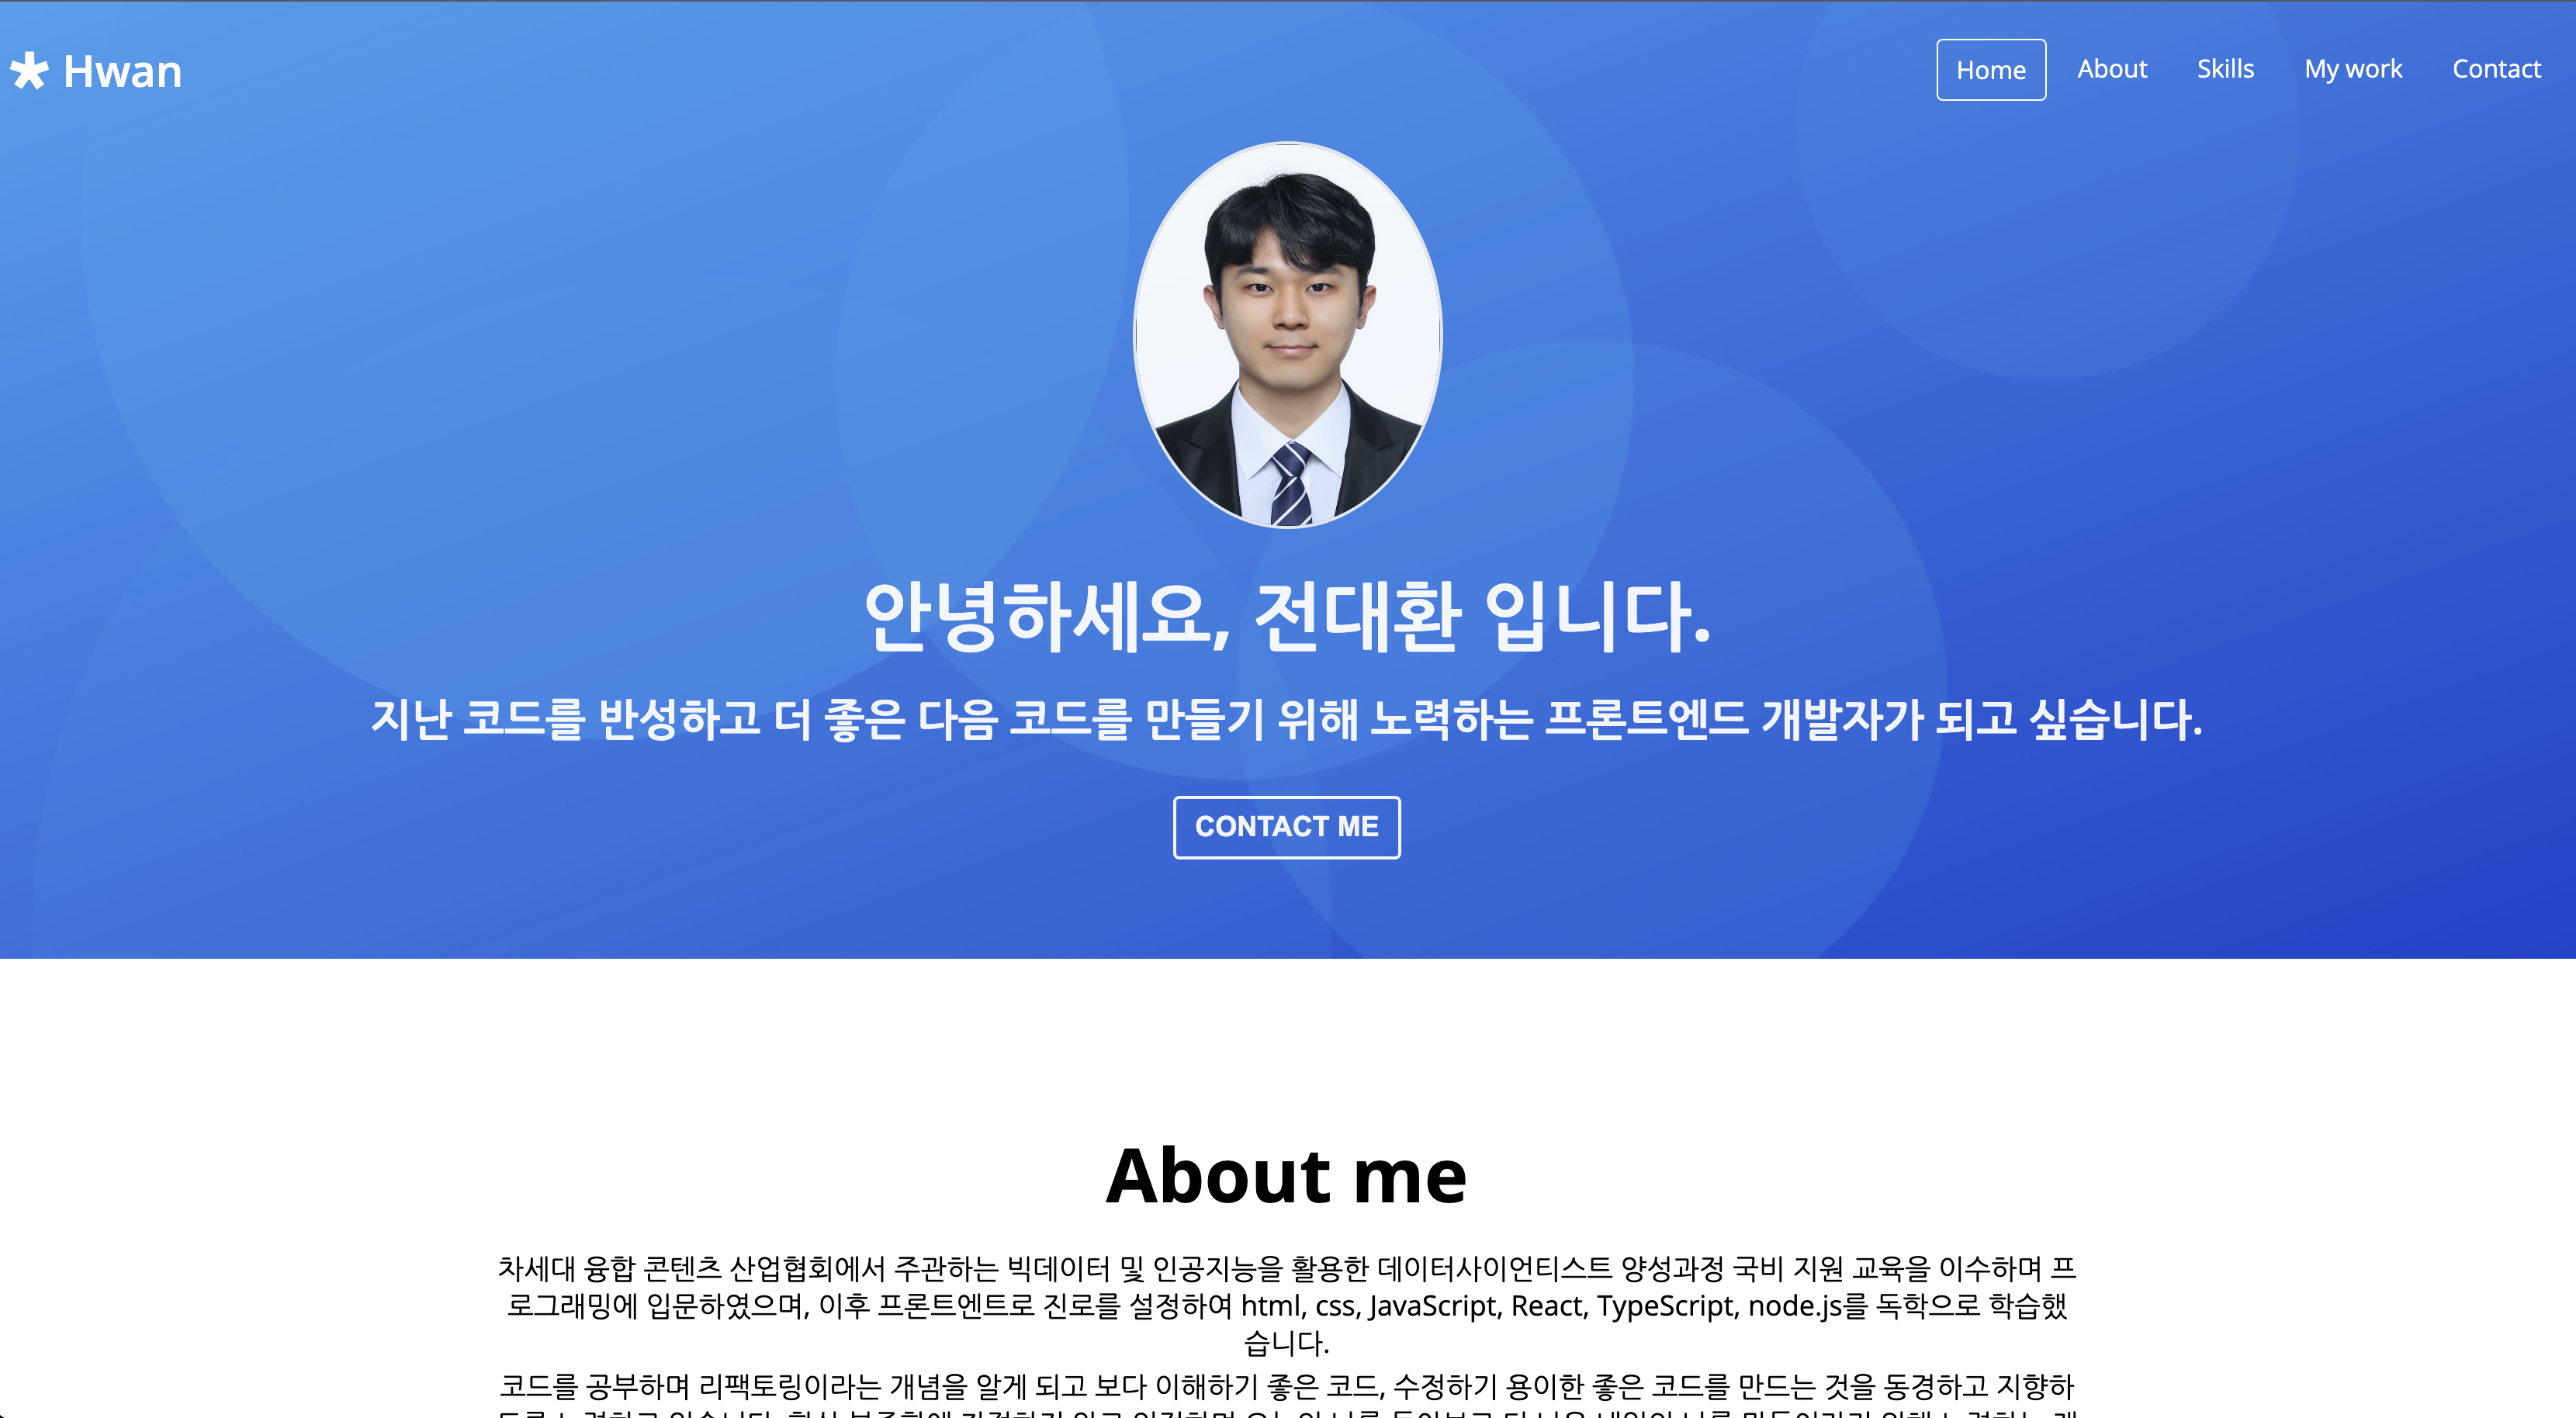 Hwan
Home About Skills My work Contact
안녕하세요, 전대환 입니다.
지난 코드를 반성하고 더 좋은 다음 코드를 만들기 위해 노력하는 프론트엔드 개발자가 되고 싶습니다.
CONTACT ME
About me
차세대 융합 콘텐츠 산업협회에서 주관하는 빅데이터 및 인공지능을 활용한 데이터사이언티스트 양성과정 국비 지원 교육을 이수하며 프
로그래밍에 입문하였으며, 이후 프론트엔트로 진로를 설정하여 html, css, JavaScript, React, TypeScript, node.js를 독학으로 학습했
습니다.
코드를 공부하며 리팩토링이라는 개념을 알게 되고 보다 이해하기 좋은 코드, 수정하기 용이한 좋은 코드를 만드는 것을 동경하고 지향하